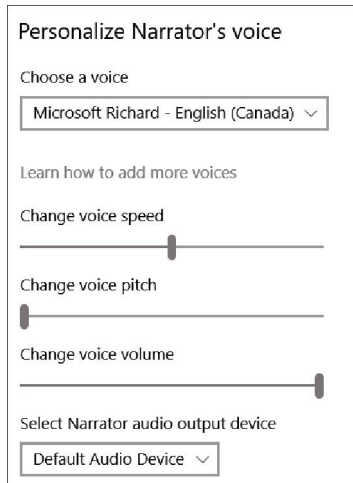 Personalize Narrator's voice
Choose a voice
Microsoft Richard - English (Canada)
Learn how to add more voices
Change voice speed
Change voice pitch
Change voice volume
Select Narrator audio output device
Default Audio Device